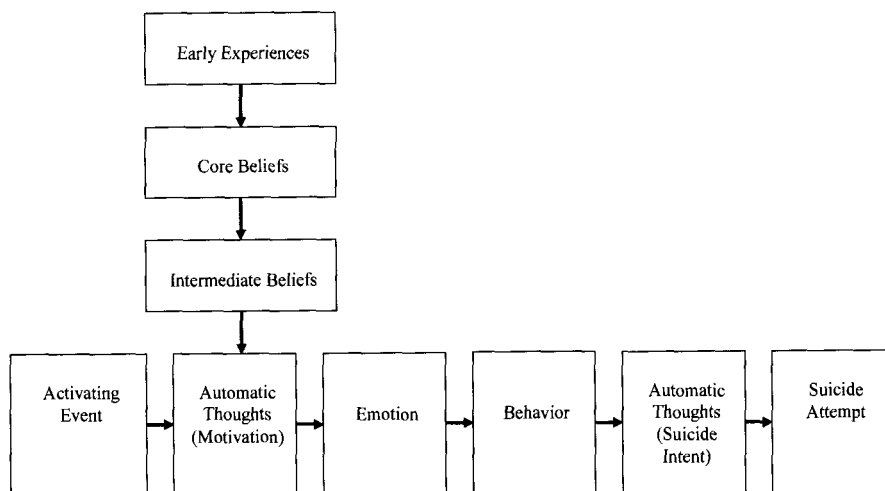 Early Experiences
Core Beliefs
Intermediate Beliefs
Activating
Event
Automatic
Thoughts
(Motivation)
Emotion
Behavior
Automatic
Thoughts
(Suicide
Intent)
Suicide
Attempt